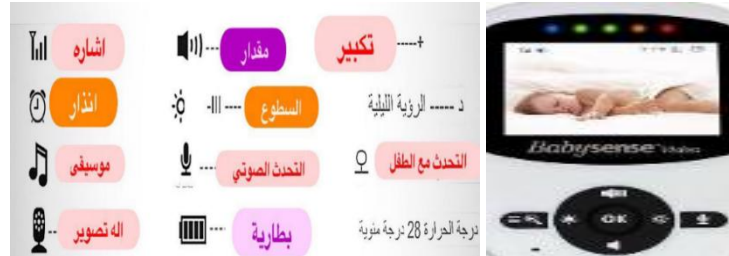 +----- تكبير
مقدار ---
اشاره
د ----- الرؤية الليلية
السطوع ----
انذار
التحدث مع الطفل
التحدث الصوتي ---
موسيقى
درجة الحرارة 28 درجة مئوية
بطارية ---
اله تصوير --
Babysense
OK